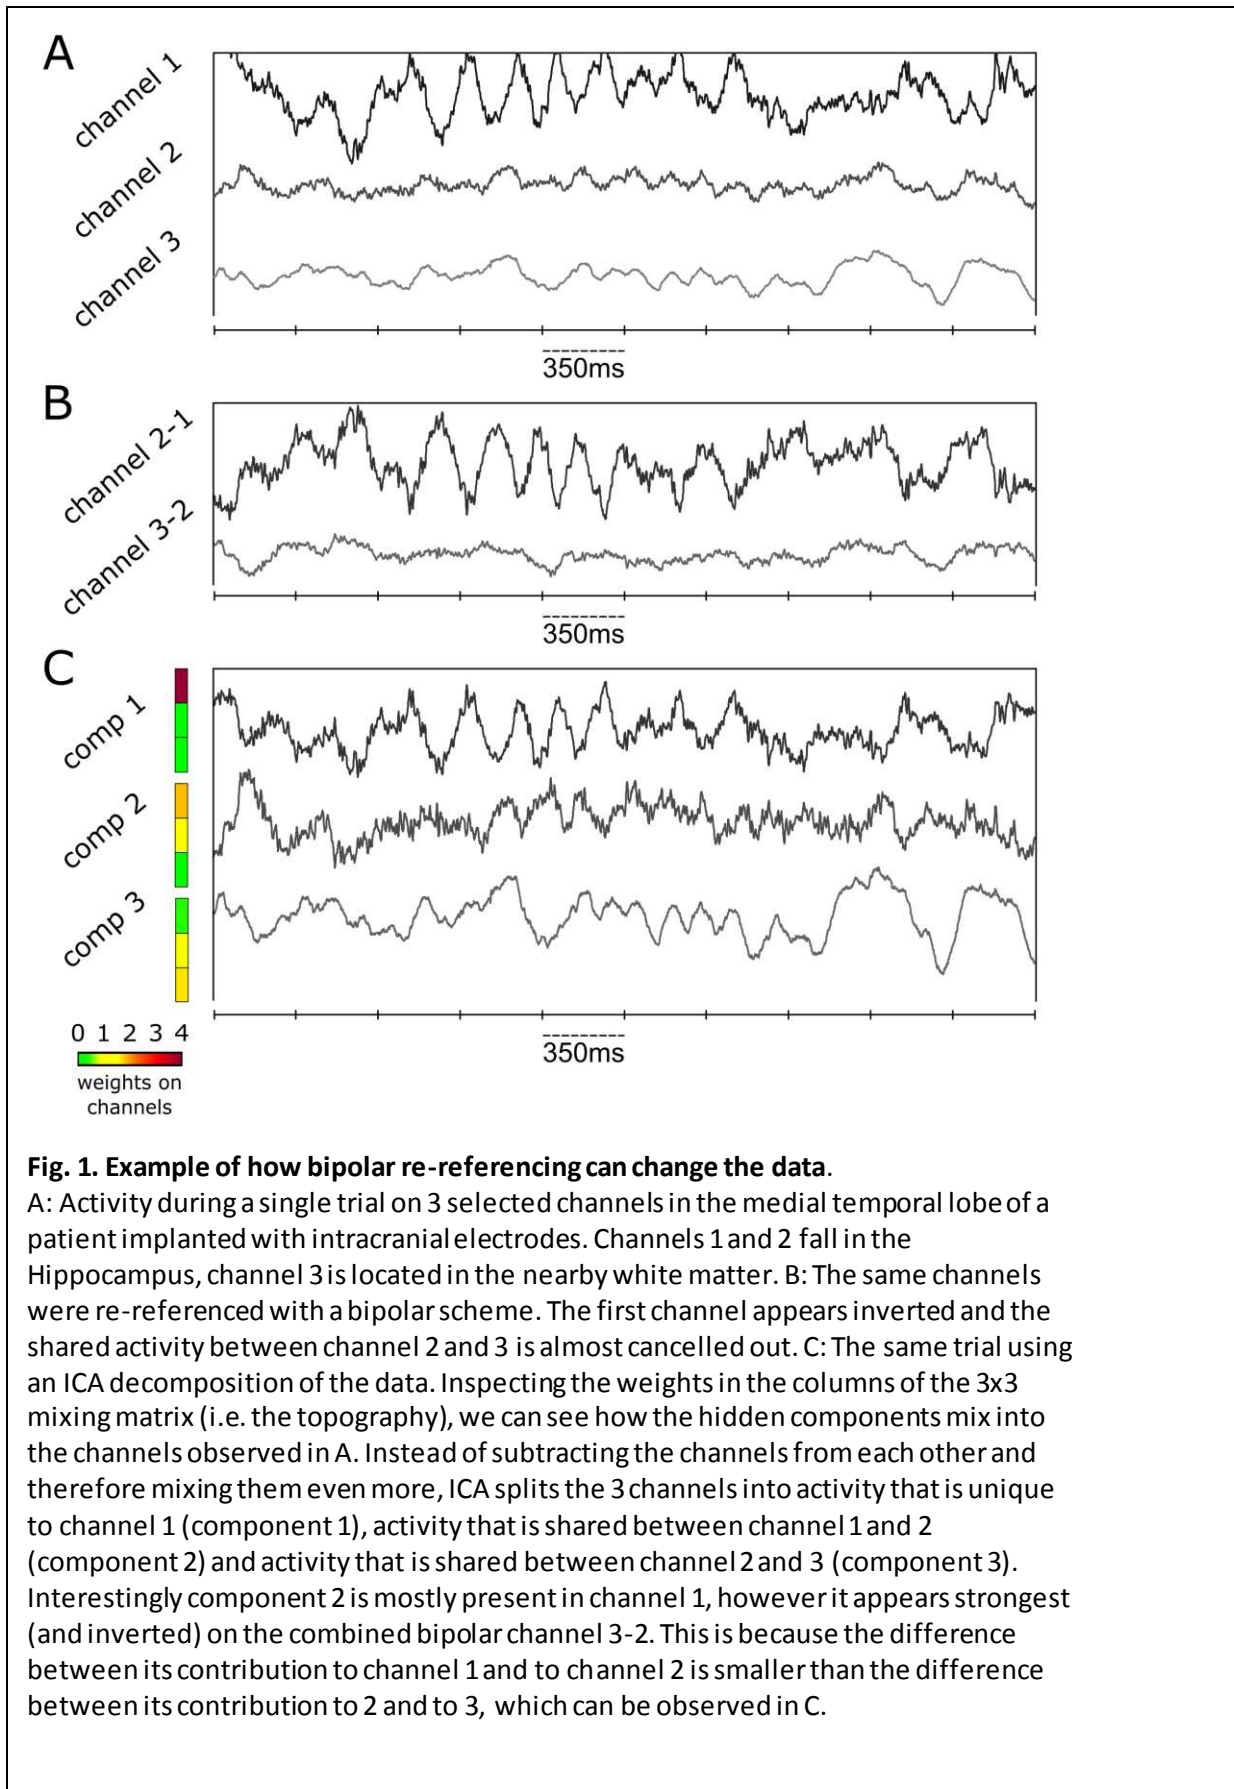 A
channel 1
channel 2
channel 3
350ms
B
channel 2-1
channel 3-2
350ms
C
comp 1
comp 2
comp 3
350ms
0 1 2 3 4
weights on
channels
Fig. 1. Example of how bipolar re-referencing can change the data.
A: Activity during a single trial on 3 selected channels in the medial temporal lobe of a
patient implanted with intracranial electrodes. Channels 1 and 2 fall in the
Hippocampus, channel 3 is located in the nearby white matter. B: The same channels
were re-referenced with a bipolar scheme. The first channel appears inverted and the
shared activity between channel 2 and 3 is almost cancelled out. C: The same trial using
an ICA decomposition of the data. Inspecting the weights in the columns of the 3x3
mixing matrix (i.e. the topography), we can see how the hidden components mix into
the channels observed in A. Instead of subtracting the channels from each other and
therefore mixing them even more, ICA splits the 3 channels into activity that is unique
to channel 1 (component 1), activity that is shared between channel 1 and 2
(component 2) and activity that is shared between channel 2 and 3 (component 3).
Interestingly component 2 is mostly present in channel 1, however it appears strongest
(and inverted) on the combined bipolar channel 3-2. This is because the difference
between its contribution to channel 1 and to channel 2 is smaller than the difference
between its contribution to 2 and to 3, which can be observed in C.